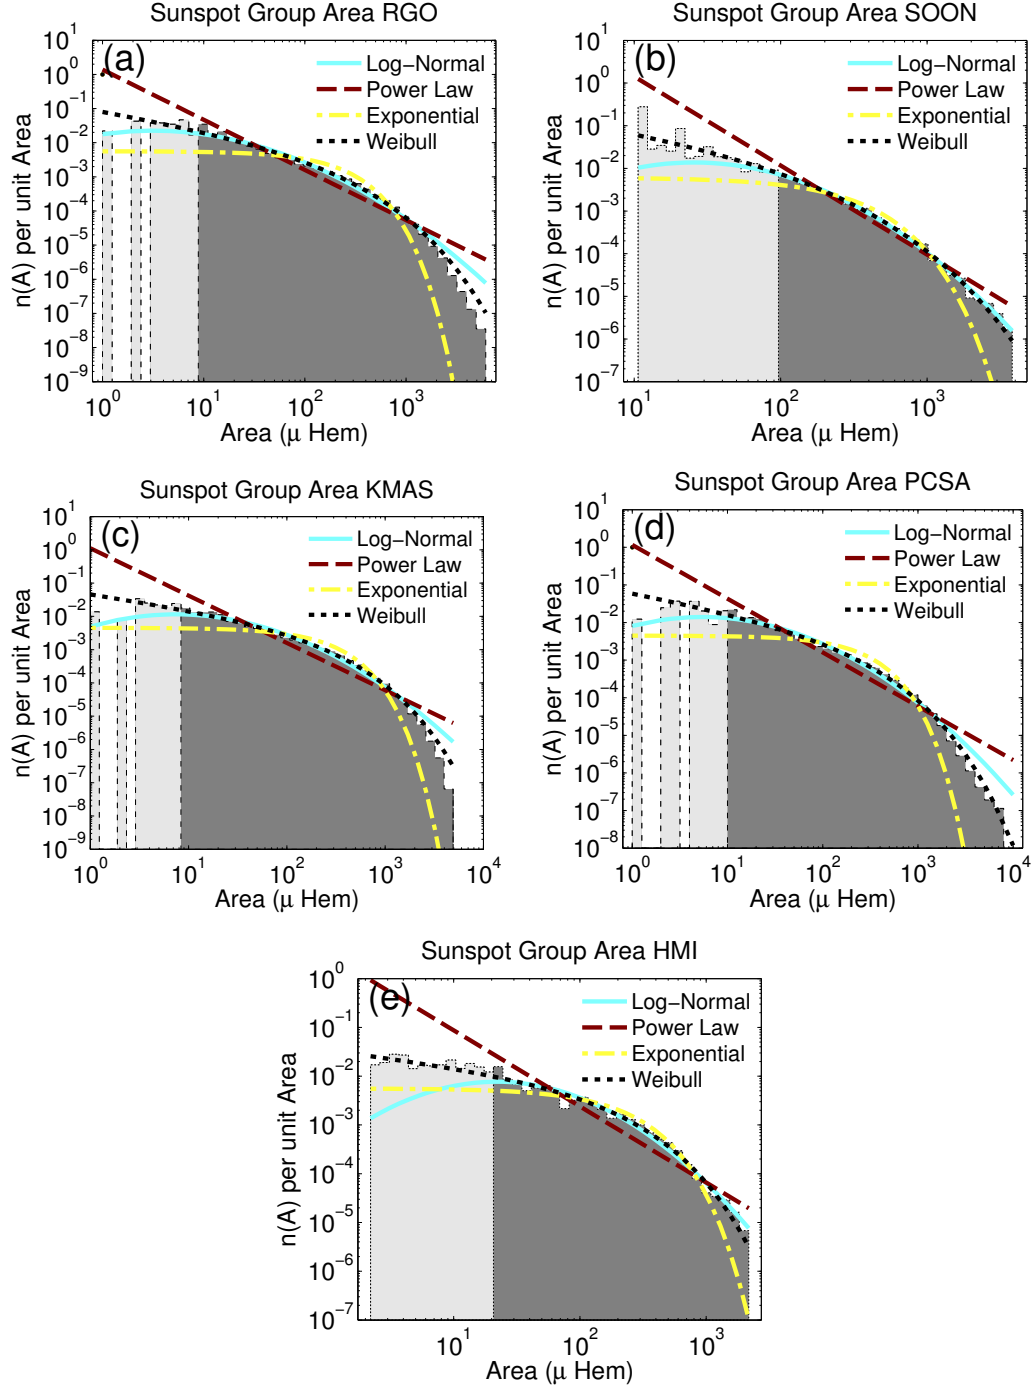 Sunspot Group Area RGO
(a)
Log−Normal
Power Law
Exponential
Weibull
n(A) per unit Area
10^1
10^0
10^−1
10^−2
10^−3
10^−4
10^−5
10^−6
10^−7
10^−8
10^−9
10^0 10^1 10^2 10^3
Area (μ Hem)
Sunspot Group Area SOON
(b)
Log−Normal
Power Law
Exponential
Weibull
n(A) per unit Area
10^1
10^0
10^−1
10^−2
10^−3
10^−4
10^−5
10^−6
10^−7
10^1 10^2 10^3
Area (μ Hem)
Sunspot Group Area KMAS
(c)
Log−Normal
Power Law
Exponential
Weibull
n(A) per unit Area
10^1
10^0
10^−1
10^−2
10^−3
10^−4
10^−5
10^−6
10^−7
10^−8
10^−9
10^0 10^1 10^2 10^3 10^4
Area (μ Hem)
Sunspot Group Area PCSA
(d)
Log−Normal
Power Law
Exponential
Weibull
n(A) per unit Area
10^1
10^0
10^−1
10^−2
10^−3
10^−4
10^−5
10^−6
10^−7
10^−8
10^0 10^1 10^2 10^3 10^4
Area (μ Hem)
Sunspot Group Area HMI
(e)
Log−Normal
Power Law
Exponential
Weibull
n(A) per unit Area
10^0
10^−1
10^−2
10^−3
10^−4
10^−5
10^−6
10^−7
10^1 10^2 10^3
Area (μ Hem)